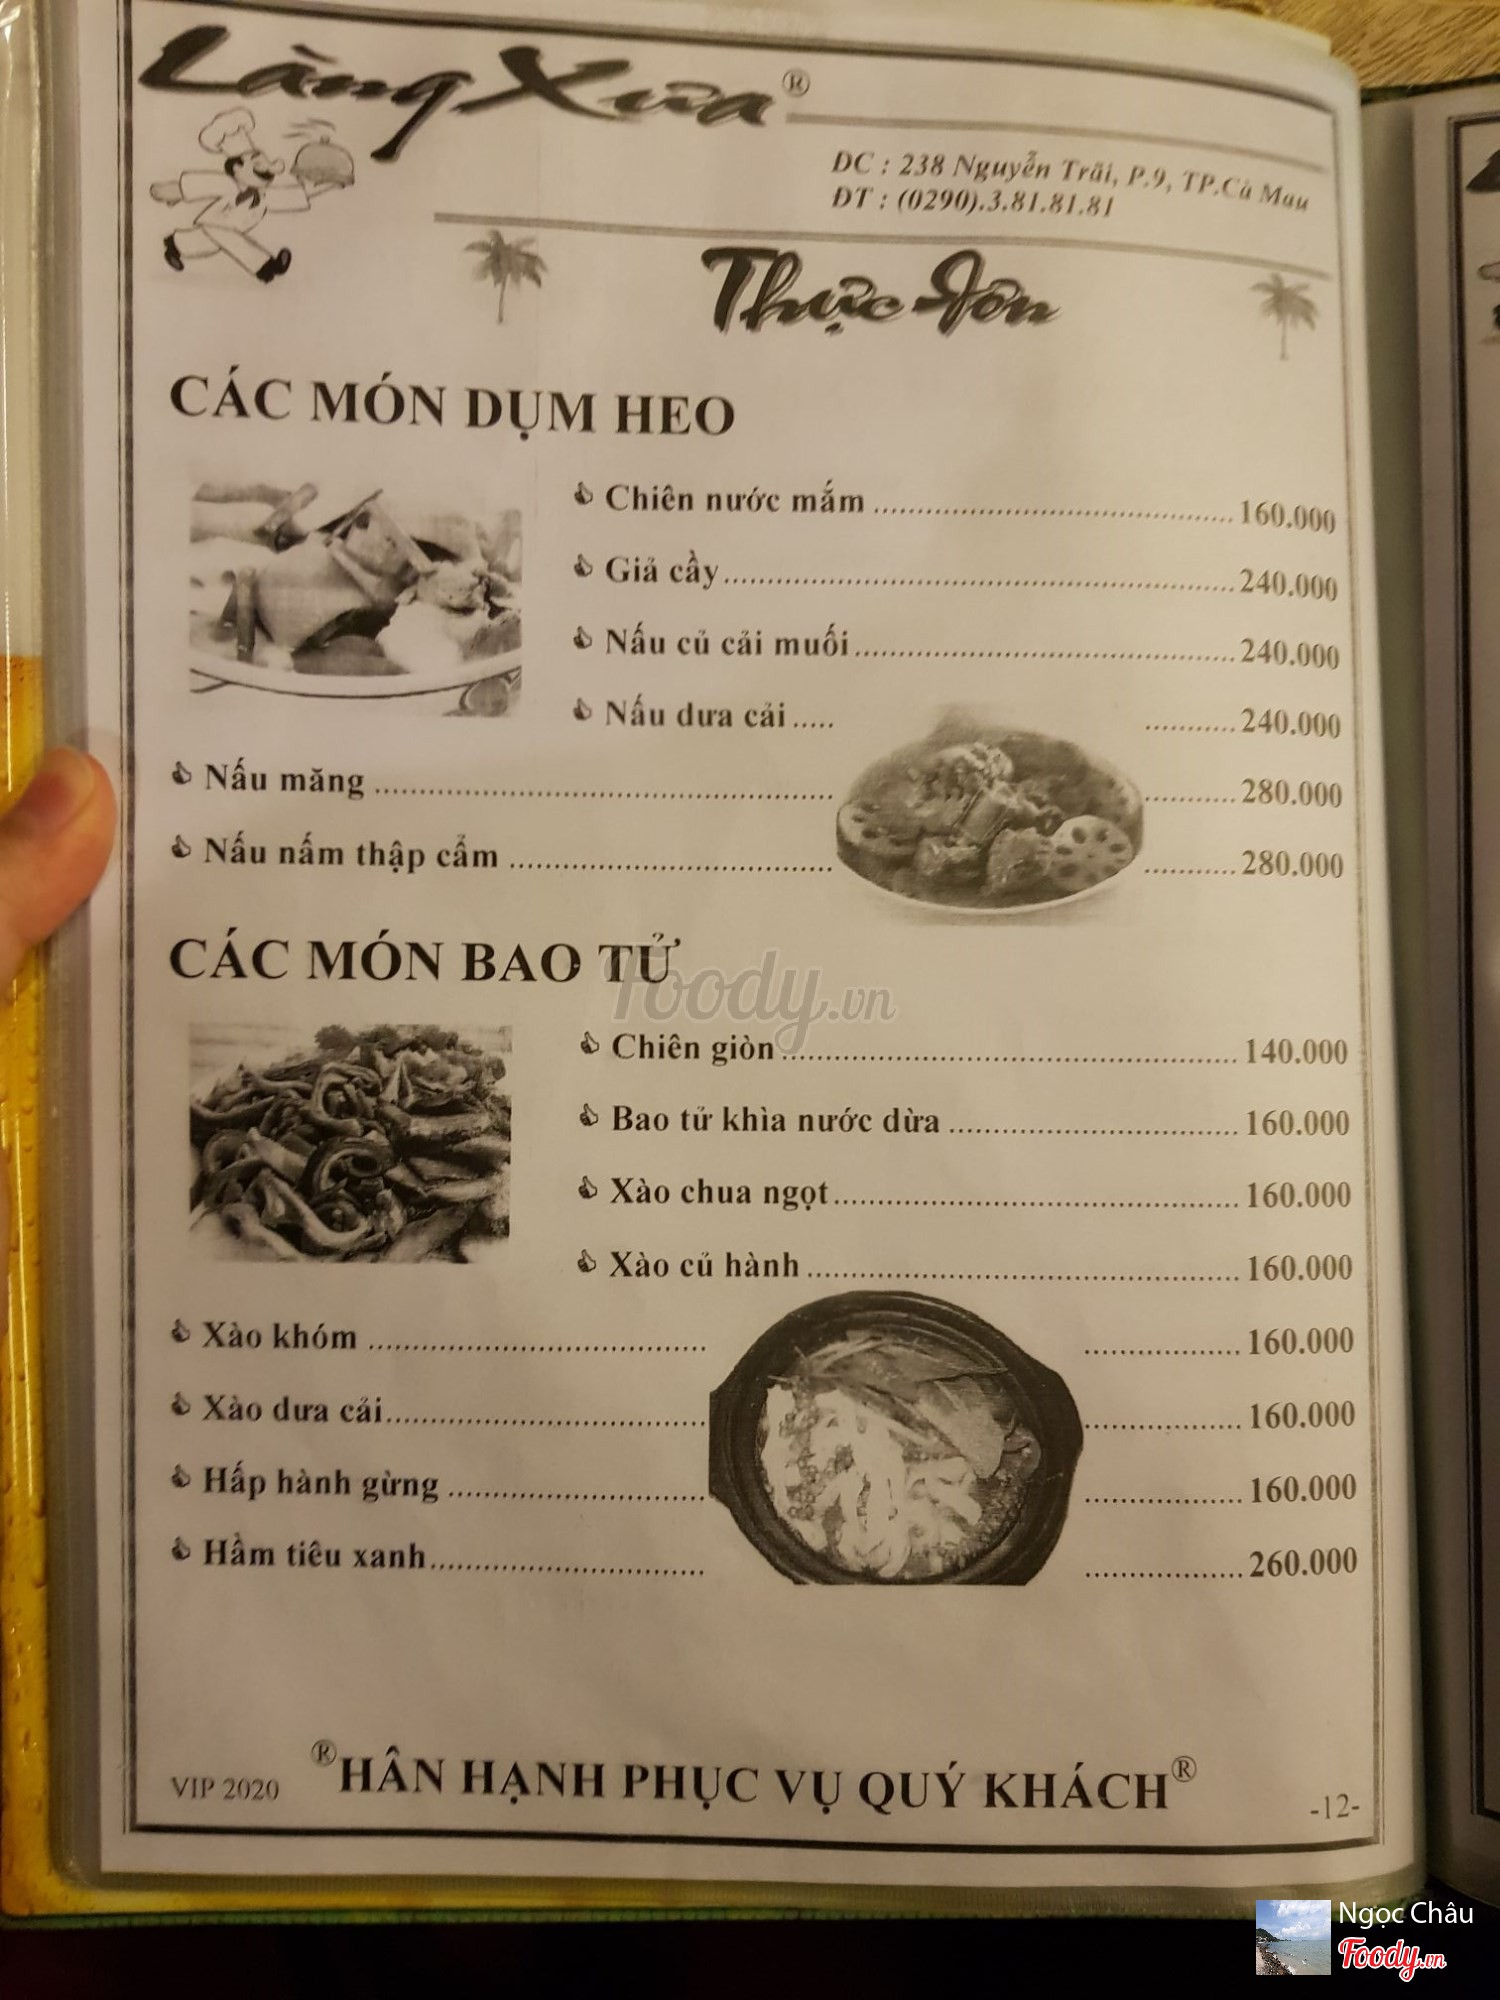 Làng Xưa®
ĐC : 238 Nguyễn Trãi, P.9, TP.Cà Mau
ĐT : (0290).3.81.81.81
Thực Đơn
CÁC MÓN DỤM HEO
Chiên nước mắm ........ 160.000
Giả cầy ........ 240.000
Nấu củ cải muối ........ 240.000
Nấu dưa cải ........ 240.000
Nấu măng ........ 280.000
Nấu nấm thập cẩm ........ 280.000
CÁC MÓN BAO TỬ
Foody.vn
Chiên giòn ........ 140.000
Bao tử khìa nước dừa ........ 160.000
Xào chua ngọt ........ 160.000
Xào củ hành ........ 160.000
Xào khóm ........ 160.000
Xào dưa cải ........ 160.000
Hấp hành gừng ........ 160.000
Hầm tiêu xanh ........ 260.000
®HÂN HẠNH PHỤC VỤ QUÝ KHÁCH®
VIP 2020
-12-
Ngọc Châu
Foody.vn